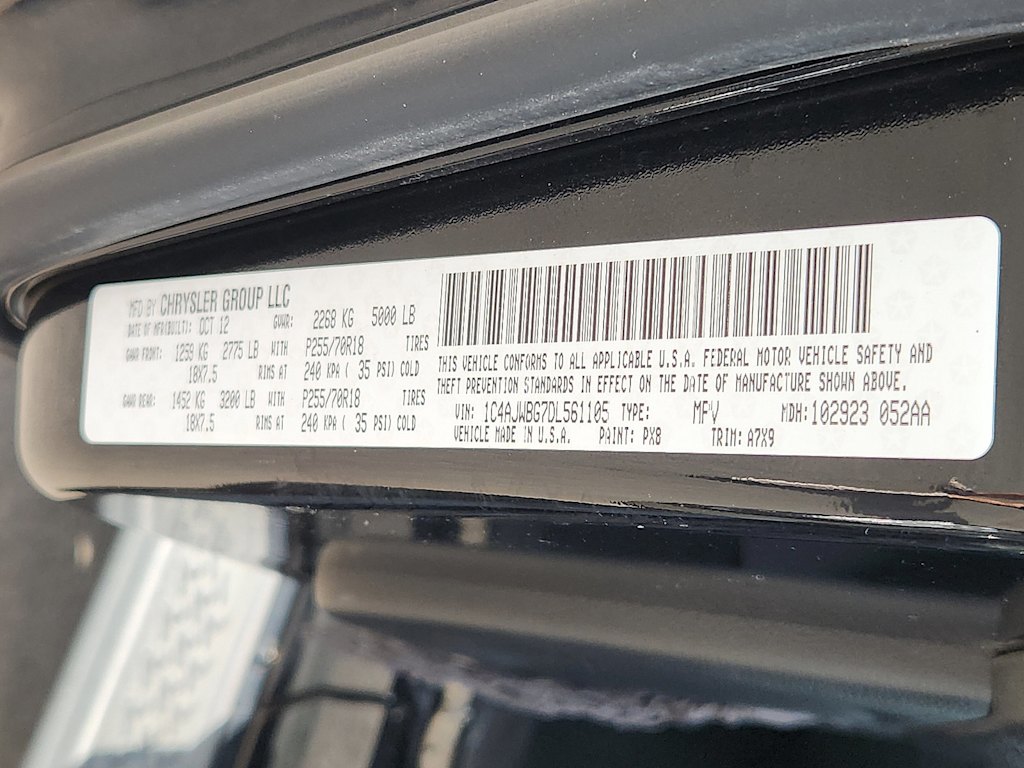 MFD BY CHRYSLER GROUP LLC
DATE OF MFR(BUILT): OCT 12 GVWR: 2268 KG 5000 LB
GAWR FRONT: 1259 KG 2775 LB WITH P255/70R18 TIRES
18X7.5 RIMS AT 240 KPA ( 35 PSI) COLD
GAWR REAR: 1452 KG 3200 LB WITH P255/70R18 TIRES
18X7.5 RIMS AT 240 KPA ( 35 PSI) COLD
THIS VEHICLE CONFORMS TO ALL APPLICABLE U.S.A. FEDERAL MOTOR VEHICLE SAFETY AND
THEFT PREVENTION STANDARDS IN EFFECT ON THE DATE OF MANUFACTURE SHOWN ABOVE.
VIN: 1C4AJWBG7DL561105 TYPE: MPV MDH: 102923 052AA
VEHICLE MADE IN U.S.A. PAINT: PX8 TRIM: A7X9